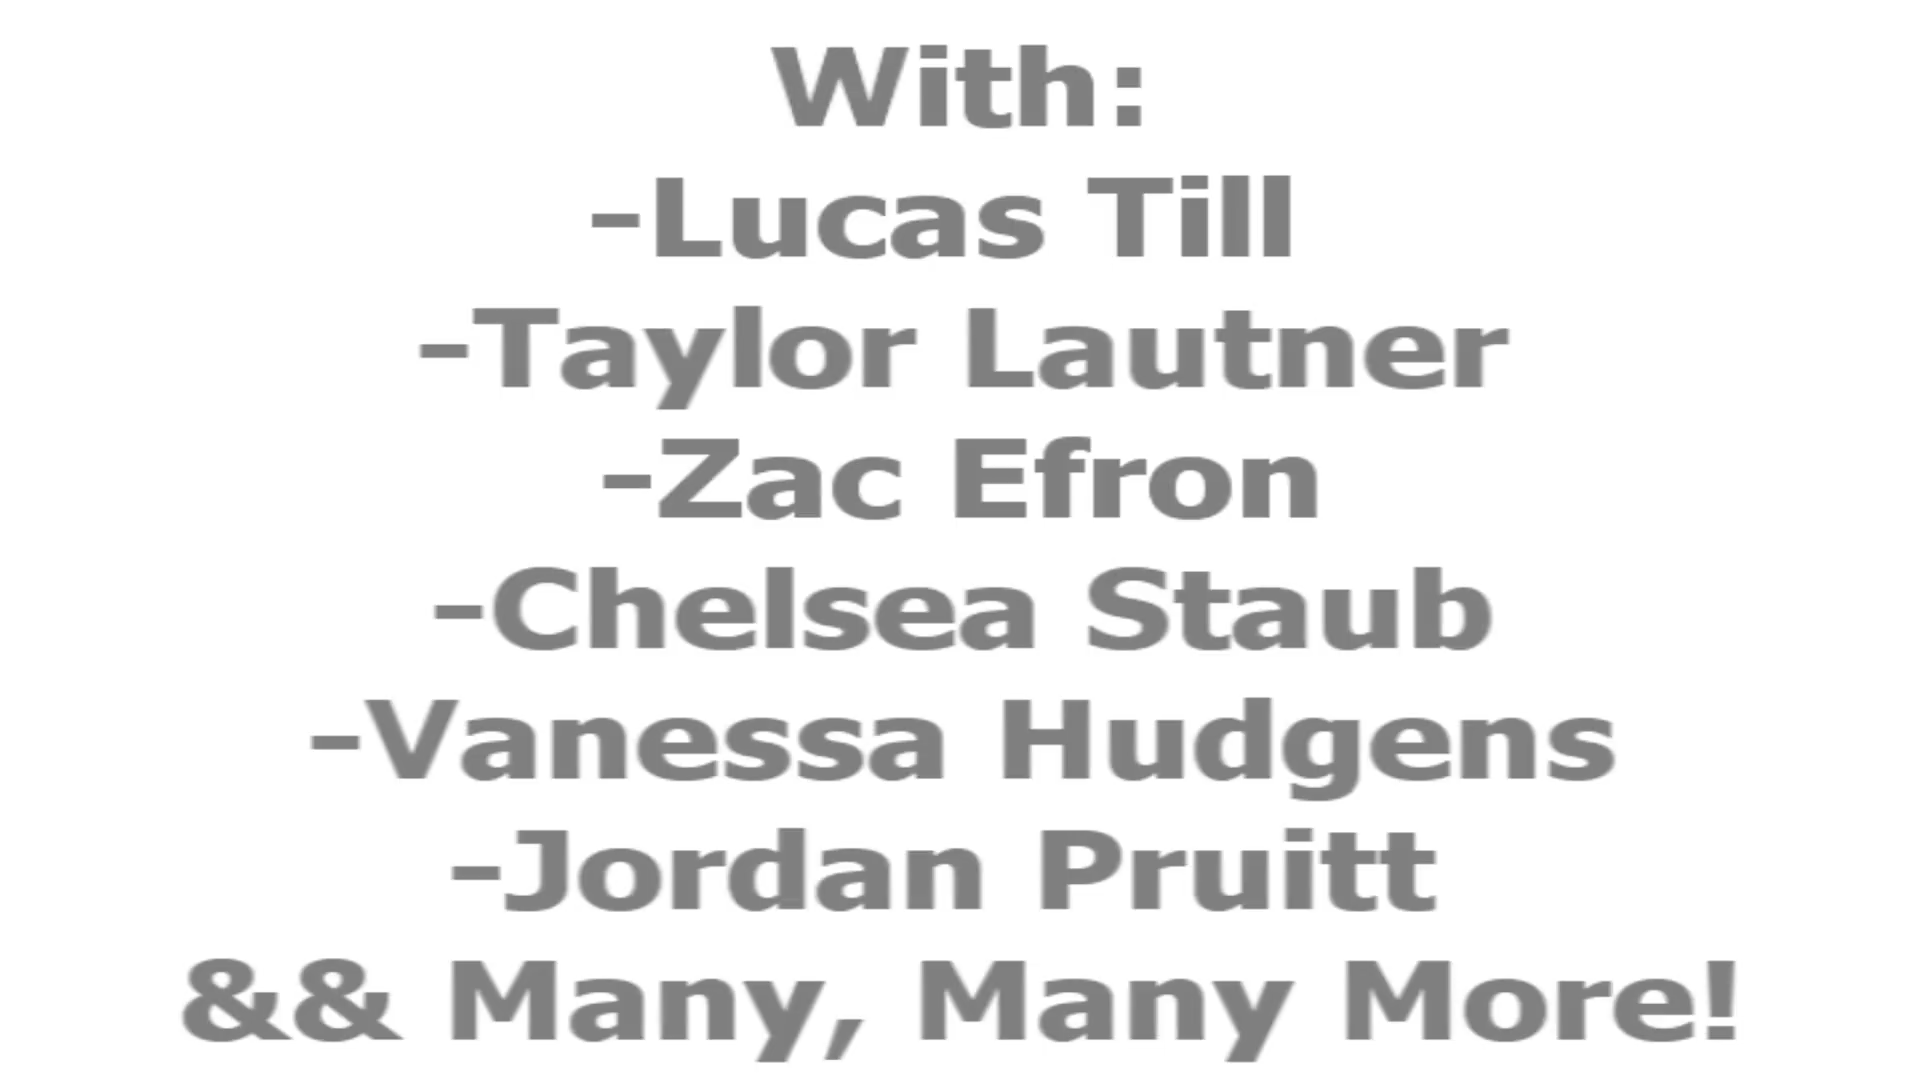 With:
-Lucas Till
-Taylor Lautner
-Zac Efron
-Chelsea Staub
-Vanessa Hudgens
-Jordan Pruitt
&& Many, Many More!